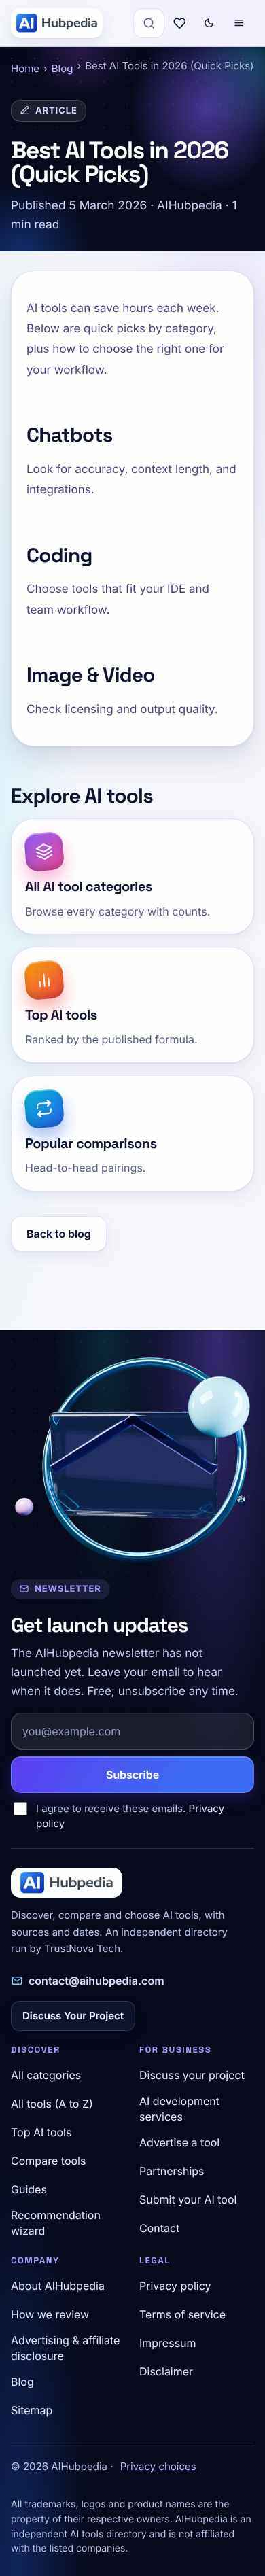 AI Hubpedia
Home › Blog › Best AI Tools in 2026 (Quick Picks)
ARTICLE
Best AI Tools in 2026
(Quick Picks)
Published 5 March 2026 · AIHubpedia · 1
min read
AI tools can save hours each week.
Below are quick picks by category,
plus how to choose the right one for
your workflow.
Chatbots
Look for accuracy, context length, and
integrations.
Coding
Choose tools that fit your IDE and
team workflow.
Image & Video
Check licensing and output quality.
Explore AI tools
All AI tool categories
Browse every category with counts.
Top AI tools
Ranked by the published formula.
Popular comparisons
Head-to-head pairings.
Back to blog
NEWSLETTER
Get launch updates
The AIHubpedia newsletter has not
launched yet. Leave your email to hear
when it does. Free; unsubscribe any time.
you@example.com
Subscribe
I agree to receive these emails. Privacy
policy
AI Hubpedia
Discover, compare and choose AI tools, with
sources and dates. An independent directory
run by TrustNova Tech.
contact@aihubpedia.com
Discuss Your Project
DISCOVER
All categories
All tools (A to Z)
Top AI tools
Compare tools
Guides
Recommendation
wizard
FOR BUSINESS
Discuss your project
AI development
services
Advertise a tool
Partnerships
Submit your AI tool
Contact
COMPANY
About AIHubpedia
How we review
Advertising & affiliate
disclosure
Blog
Sitemap
LEGAL
Privacy policy
Terms of service
Impressum
Disclaimer
© 2026 AIHubpedia · Privacy choices
All trademarks, logos and product names are the
property of their respective owners. AIHubpedia is an
independent AI tools directory and is not affiliated
with the listed companies.